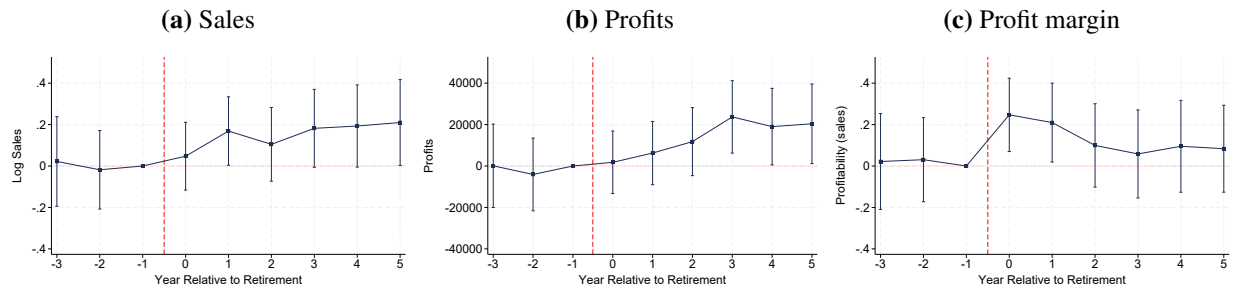 (a) Sales
.4
.2
0
-.2
-.4
Log Sales
-3 -2 -1 0 1 2 3 4 5
Year Relative to Retirement
(b) Profits
40000
20000
0
-20000
-40000
Profits
-3 -2 -1 0 1 2 3 4 5
Year Relative to Retirement
(c) Profit margin
.4
.2
0
-.2
-.4
Profitability (sales)
-3 -2 -1 0 1 2 3 4 5
Year Relative to Retirement